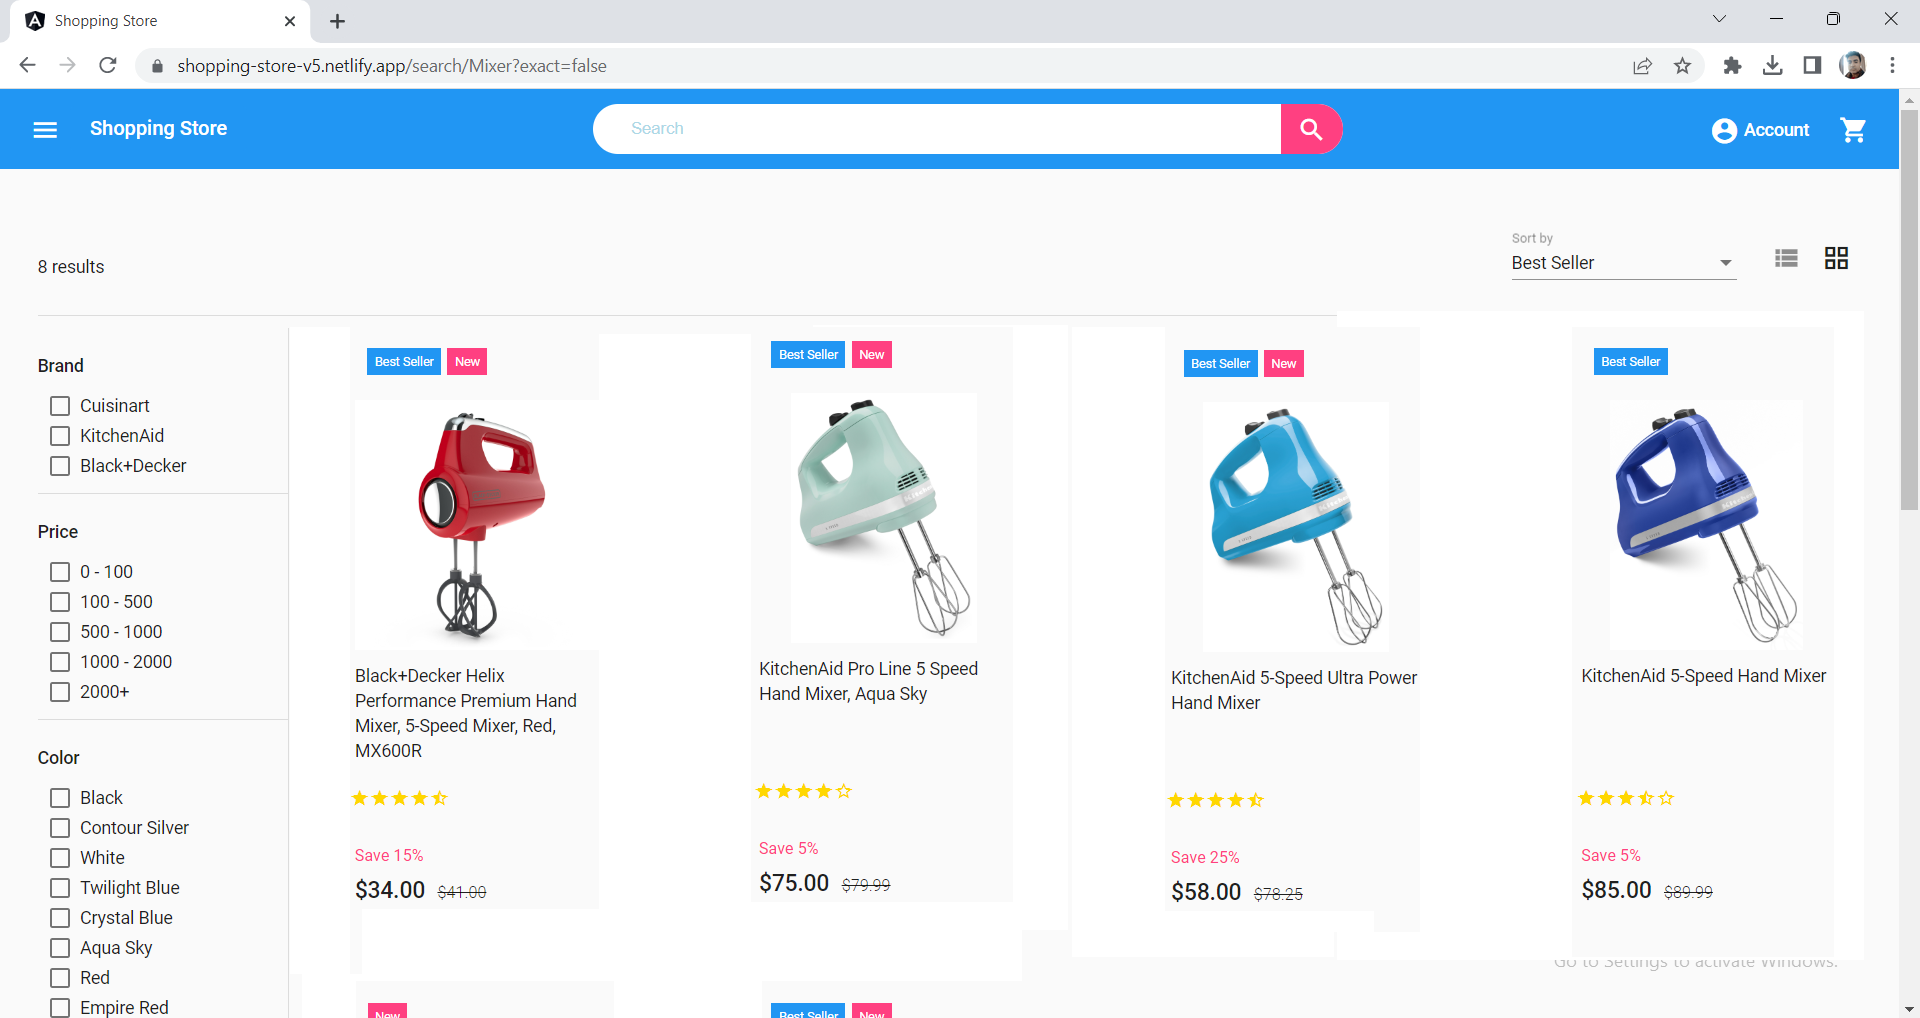 Shopping Store
shopping-store-v5.netlify.app/search/Mixer?exact=false
Shopping Store
Search
Account
8 results
Sort by
Best Seller
Brand
Cuisinart
KitchenAid
Black+Decker
Price
0 - 100
100 - 500
500 - 1000
1000 - 2000
2000+
Color
Black
Contour Silver
White
Twilight Blue
Crystal Blue
Aqua Sky
Red
Empire Red
Best Seller New
Black+Decker Helix
Performance Premium Hand
Mixer, 5-Speed Mixer, Red,
MX600R
Save 15%
$34.00 $41.00
Best Seller New
KitchenAid Pro Line 5 Speed
Hand Mixer, Aqua Sky
Save 5%
$75.00 $79.99
Best Seller New
KitchenAid 5-Speed Ultra Power
Hand Mixer
Save 25%
$58.00 $78.25
Best Seller
KitchenAid 5-Speed Hand Mixer
Save 5%
$85.00 $89.99
Go to Settings to activate Windows.
New
Best Seller New